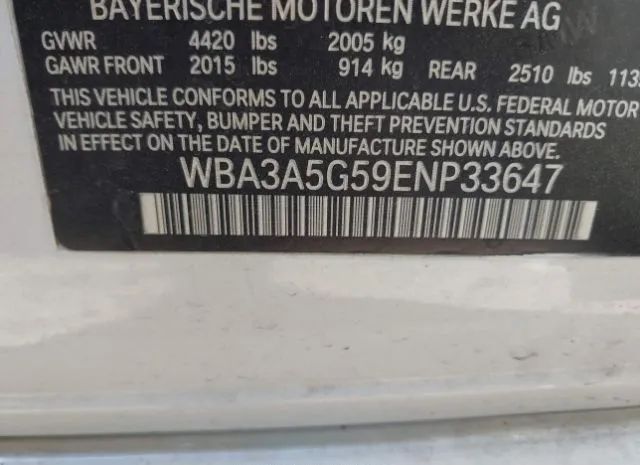 BAYERISCHE MOTOREN WERKE AG
GVWR 4420 lbs 2005 kg
GAWR FRONT 2015 lbs 914 kg REAR 2510 lbs 113
THIS VEHICLE CONFORMS TO ALL APPLICABLE U.S. FEDERAL MOTOR
VEHICLE SAFETY, BUMPER AND THEFT PREVENTION STANDARDS
IN EFFECT ON THE DATE OF MANUFACTURE SHOWN ABOVE.
WBA3A5G59ENP33647